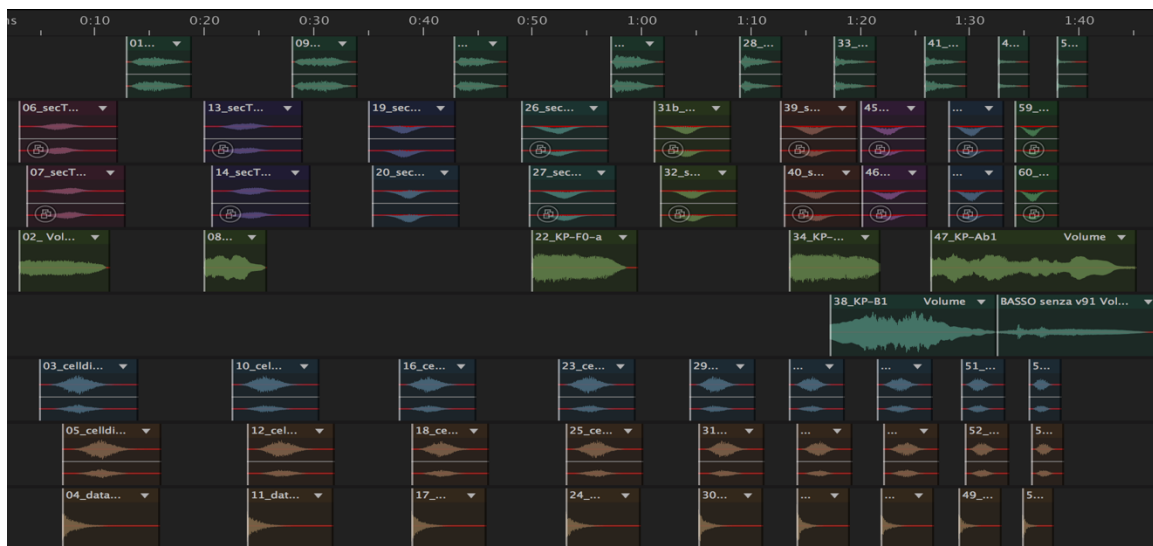 ns 0:10 0:20 0:30 0:40 0:50 1:00 1:10 1:20 1:30 1:40
01... 09... ... ... 28_... 33_... 41_... 4... 5...
06_secT... 13_secT... 19_sec... 26_sec... 31b_... 39_s... 45... ... 59_...
07_secT... 14_secT... 20_sec... 27_sec... 32_s... 40_s... 46... ... 60_...
02_ Vol... 08... 22_KP-F0-a 34_KP-... 47_KP-Ab1 Volume
38_KP-B1 Volume BASSO senza v91 Vol...
03_celldi... 10_cel... 16_ce... 23_ce... 29... ... ... 51_... 5...
05_celldi... 12_cel... 18_ce... 25_ce... 31... ... ... 52_... 5...
04_data... 11_dat... 17_... 24_... 30... ... ... 49_... 5...